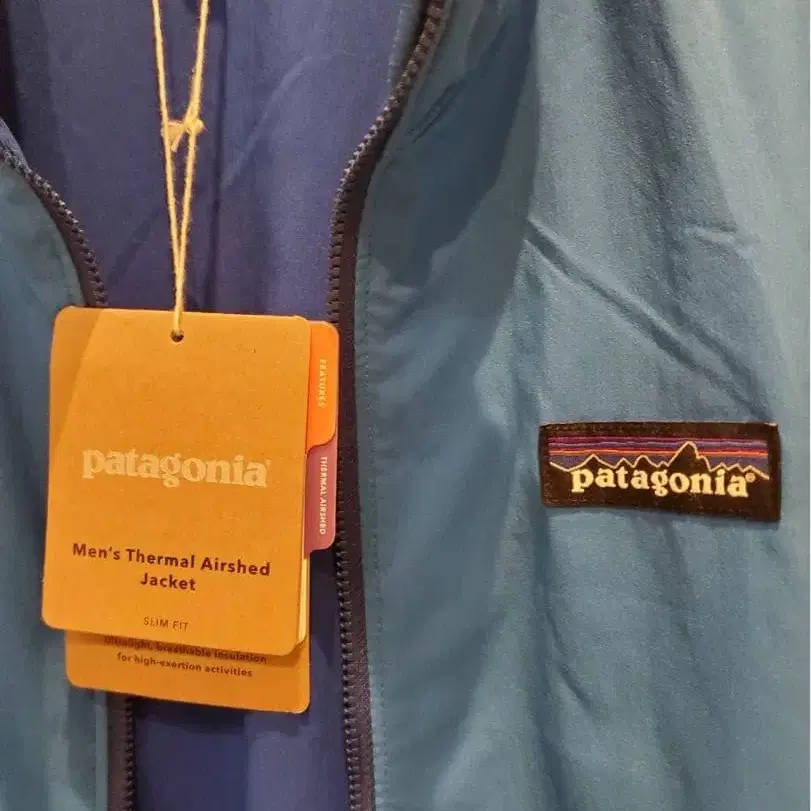 patagonia
Men's Thermal Airshed
Jacket
SLIM FIT
Ultralight, breathable insulation
for high-exertion activities
FEATURES
THERMAL AIRSHED
patagonia®